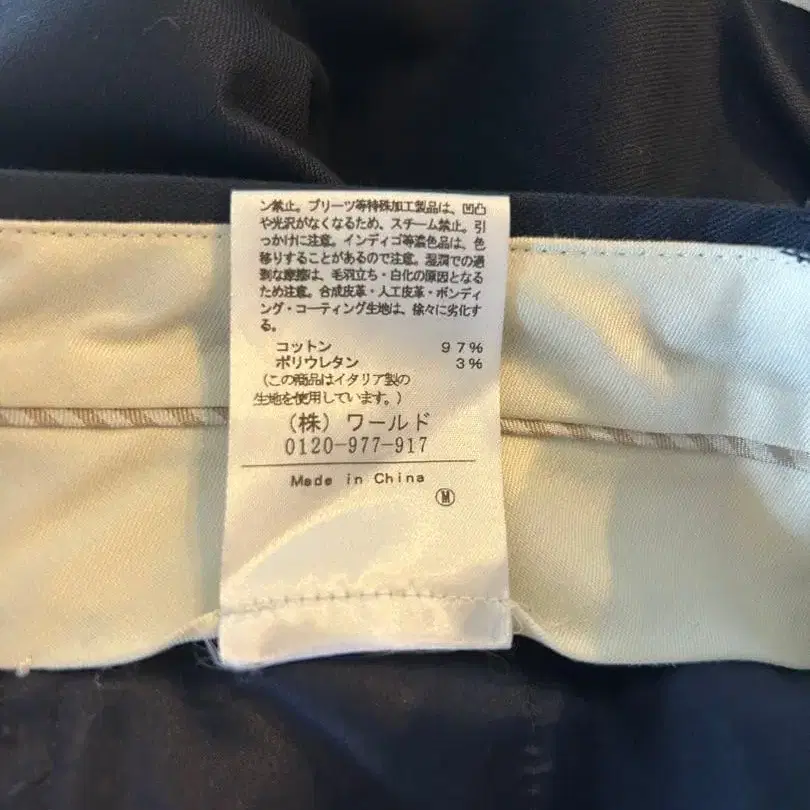 ン禁止。プリーツ等特殊加工製品は、凹凸
や光沢がなくなるため、スチーム禁止。引
っかけに注意。インディゴ等濃色品は、色
移りすることがあるので注意。湿潤での過
剰な摩擦は、毛羽立ち・白化の原因となる
ため注意。合成皮革・人工皮革・ボンディ
ング・コーティング生地は、徐々に劣化す
る。
コットン 97%
ポリウレタン 3%
(この商品はイタリア製の
生地を使用しています。)
(株) ワールド
0120-977-917
Made in China
Ⓜ